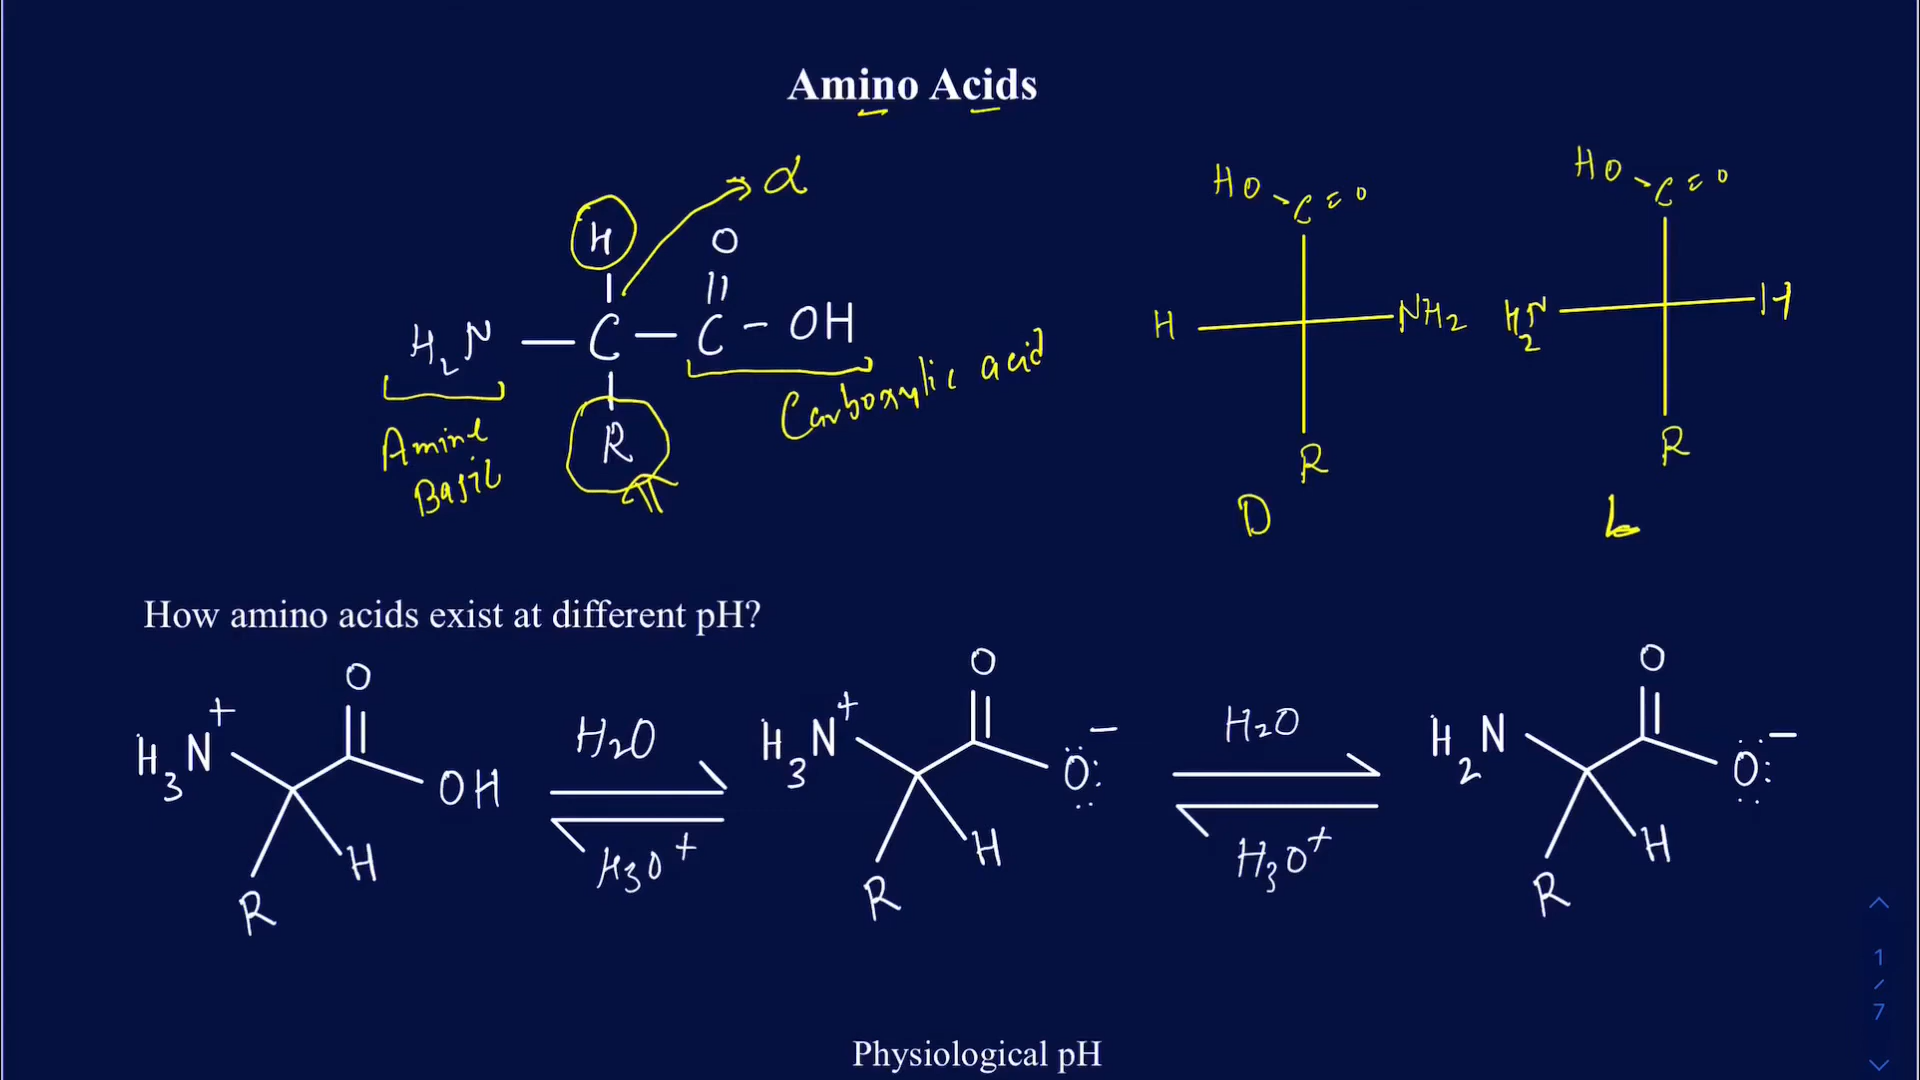 Amino Acids
α
H
O
H₂N — C — C – OH
R
Amine
Basic
Carboxylic acid
HO C = O
H NH₂
R
D
HO C = O
H₂N H
R
L
How amino acids exist at different pH?
H₃N⁺ O OH
R H
H₂O
H₃O⁺
H₃N⁺ O :O:⁻
R H
H₂O
H₃O⁺
H₂N O :O:⁻
R H
Physiological pH
1
/
7